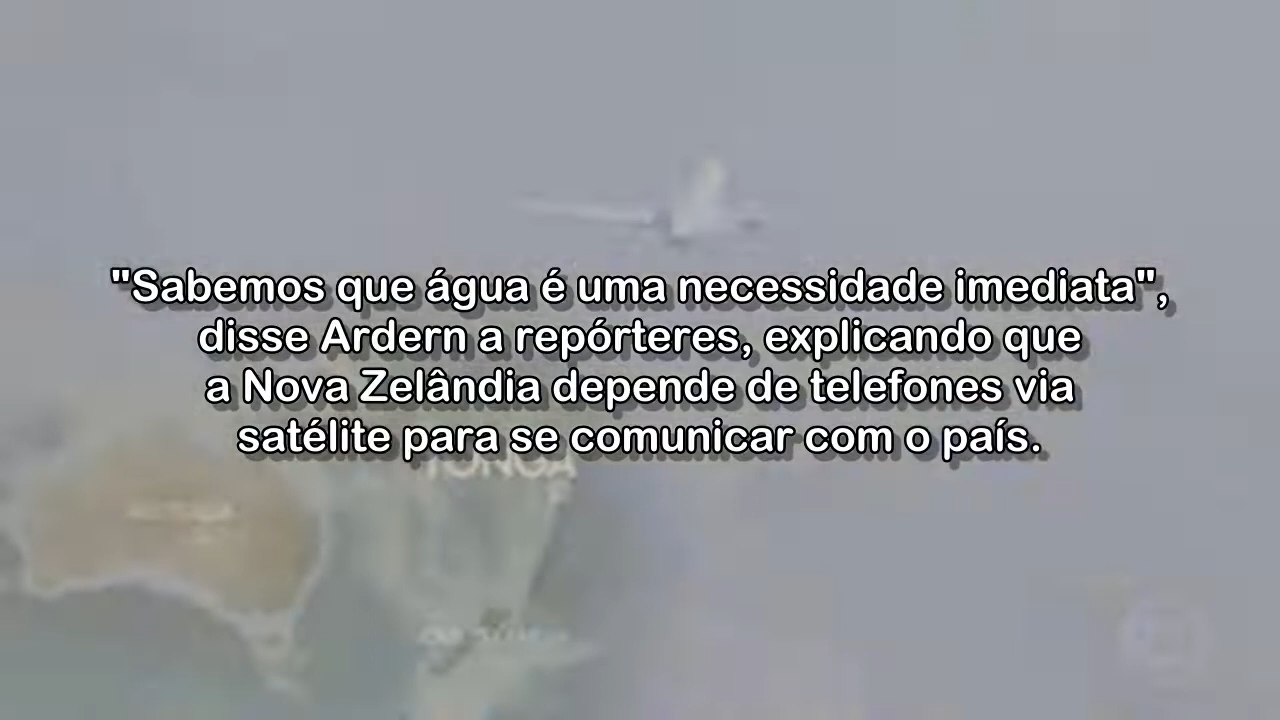 "Sabemos que água é uma necessidade imediata",
disse Ardern a repórteres, explicando que
a Nova Zelândia depende de telefones via
satélite para se comunicar com o país.
TONGA